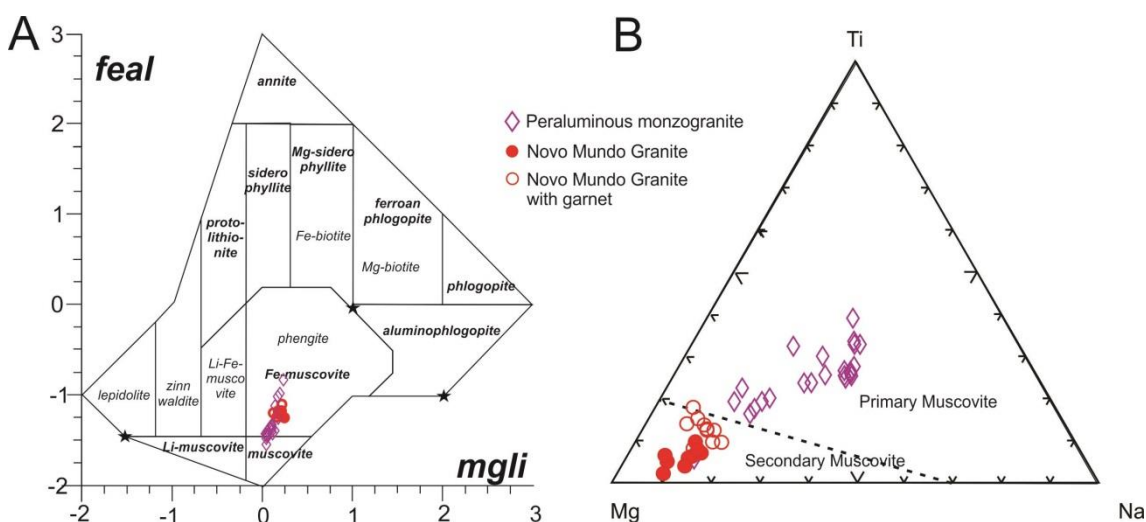 A
feal
3
2
1
0
-1
-2
-2
-1
0
1
2
3
mgli
annite
sidero
phyllite
Mg-sidero
phyllite
proto-
lithio-
nite
Fe-biotite
ferroan
phlogopite
Mg-biotite
phlogopite
aluminophlogopite
phengite
Fe-muscovite
Li-Fe-
musco
vite
zinn
waldite
lepidolite
Li-muscovite
muscovite
Peraluminous monzogranite
Novo Mundo Granite
Novo Mundo Granite
with garnet
B
Ti
Primary Muscovite
Secondary Muscovite
Mg
Na